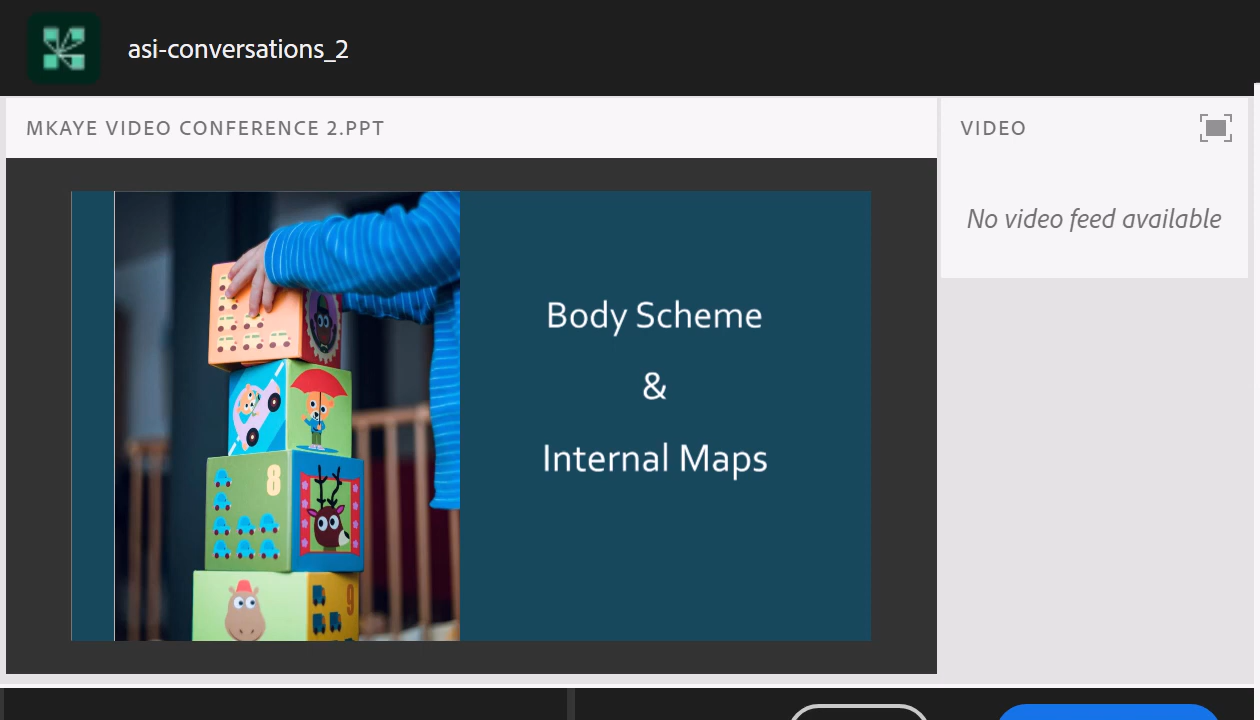 asi-conversations_2
MKAYE VIDEO CONFERENCE 2.PPT
VIDEO
No video feed available
Body Scheme
&
Internal Maps
8
9